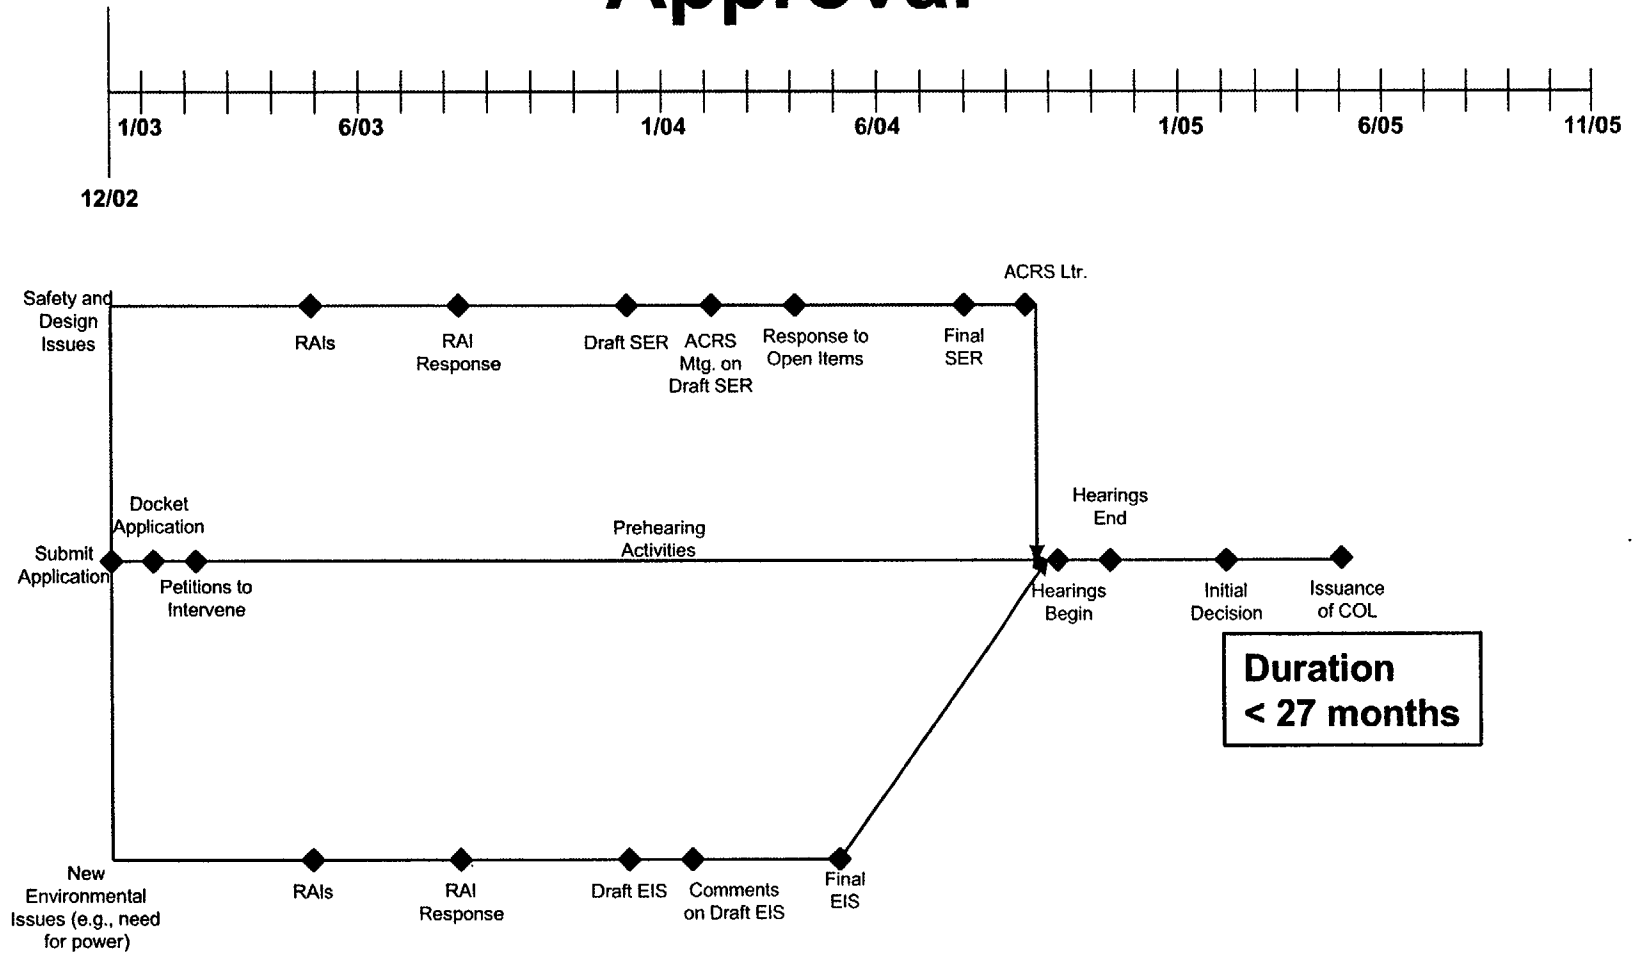 Approval
1/03
6/03
1/04
6/04
1/05
6/05
11/05
12/02
ACRS Ltr.
Safety and
Design
Issues
RAIs
RAI
Response
Draft SER
ACRS
Mtg. on
Draft SER
Response to
Open Items
Final
SER
Docket
Application
Hearings
End
Prehearing
Activities
Submit
Application
Petitions to
Intervene
Hearings
Begin
Initial
Decision
Issuance
of COL
Duration
< 27 months
New
Environmental
Issues (e.g., need
for power)
RAIs
RAI
Response
Draft EIS
Comments
on Draft EIS
Final
EIS